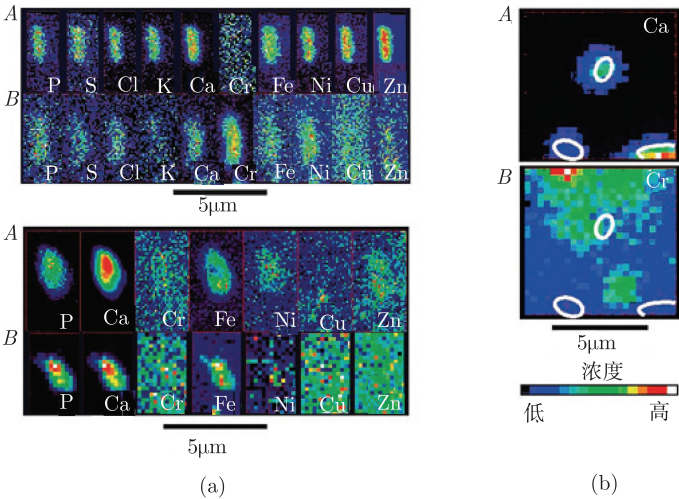 A
P S Cl K Ca Cr Fe Ni Cu Zn
B
P S Cl K Ca Cr Fe Ni Cu Zn
5μm
A
P Ca Cr Fe Ni Cu Zn
B
P Ca Cr Fe Ni Cu Zn
5μm
(a)
A
Ca
B
Cr
5μm
浓度
低 高
(b)